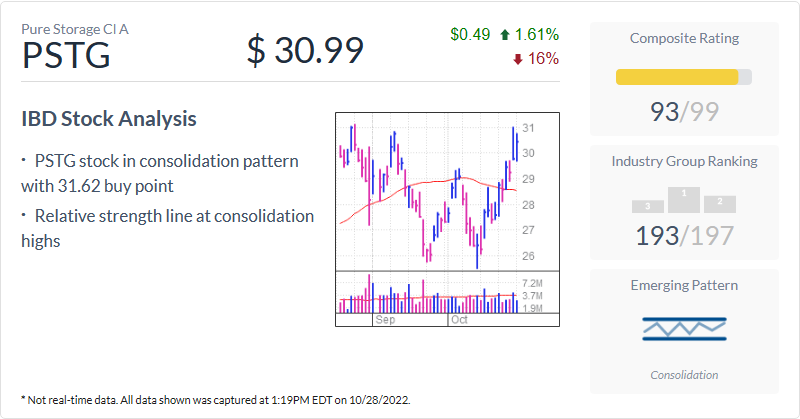 Pure Storage Cl A
PSTG
$ 30.99
$0.49 1.61%
16%
IBD Stock Analysis
· PSTG stock in consolidation pattern
with 31.62 buy point
· Relative strength line at consolidation
highs
31
30
29
28
27
26
7.2M
3.7M
1.9M
Sep Oct
* Not real-time data. All data shown was captured at 1:19PM EDT on 10/28/2022.
Composite Rating
93/99
Industry Group Ranking
3 1 2
193/197
Emerging Pattern
Consolidation